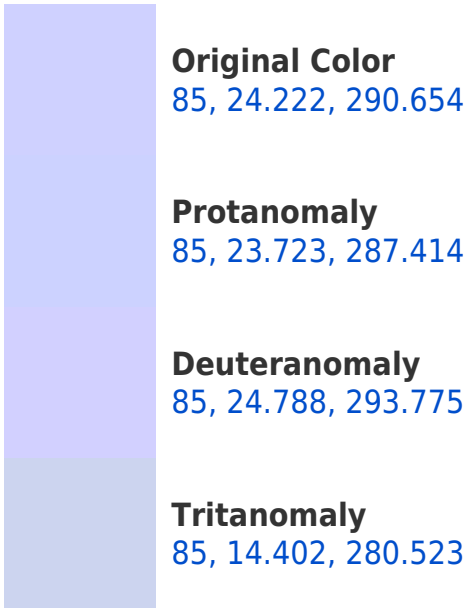 Original Color
85, 24.222, 290.654
Protanomaly
85, 23.723, 287.414
Deuteranomaly
85, 24.788, 293.775
Tritanomaly
85, 14.402, 280.523